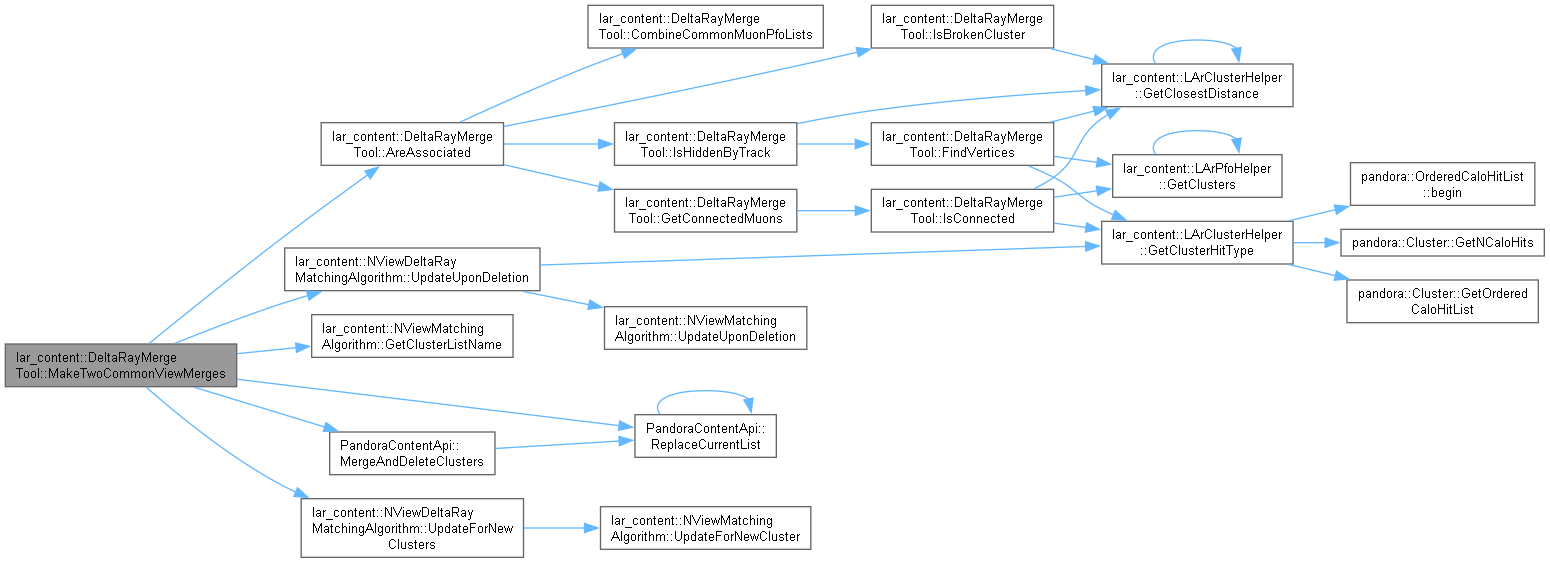 lar_content::DeltaRayMerge
Tool::MakeTwoCommonViewMerges
lar_content::DeltaRayMerge
Tool::AreAssociated
lar_content::DeltaRayMerge
Tool::CombineCommonMuonPfoLists
lar_content::DeltaRayMerge
Tool::IsBrokenCluster
lar_content::LArClusterHelper
::GetClosestDistance
lar_content::DeltaRayMerge
Tool::IsHiddenByTrack
lar_content::DeltaRayMerge
Tool::FindVertices
lar_content::LArPfoHelper
::GetClusters
lar_content::DeltaRayMerge
Tool::GetConnectedMuons
lar_content::DeltaRayMerge
Tool::IsConnected
lar_content::LArClusterHelper
::GetClusterHitType
pandora::OrderedCaloHitList
::begin
pandora::Cluster::GetNCaloHits
pandora::Cluster::GetOrdered
CaloHitList
lar_content::NViewDeltaRay
MatchingAlgorithm::UpdateUponDeletion
lar_content::NViewMatching
Algorithm::UpdateUponDeletion
lar_content::NViewMatching
Algorithm::GetClusterListName
PandoraContentApi::
ReplaceCurrentList
PandoraContentApi::
MergeAndDeleteClusters
lar_content::NViewDeltaRay
MatchingAlgorithm::UpdateForNew
Clusters
lar_content::NViewMatching
Algorithm::UpdateForNewCluster